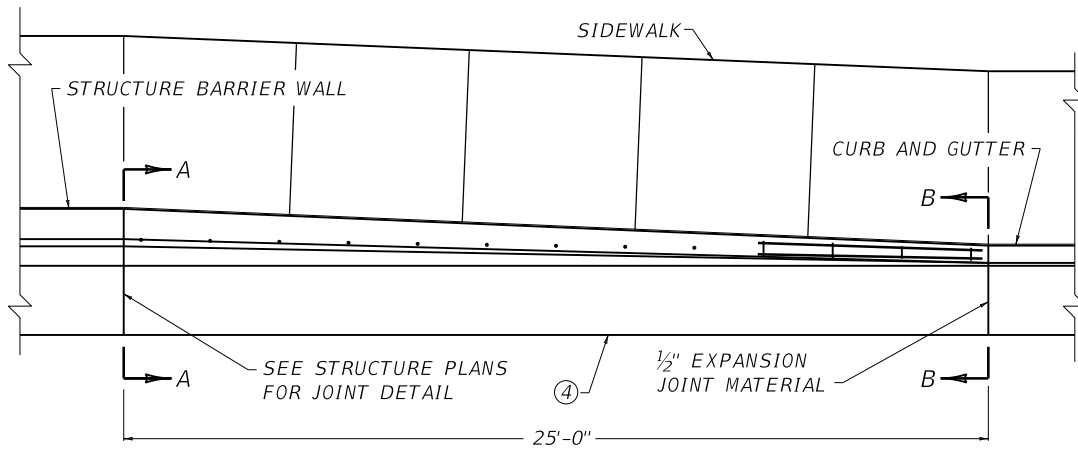 SIDEWALK
STRUCTURE BARRIER WALL
CURB AND GUTTER
A
B
SEE STRUCTURE PLANS
FOR JOINT DETAIL
½" EXPANSION
JOINT MATERIAL
4
A
B
25'-0"